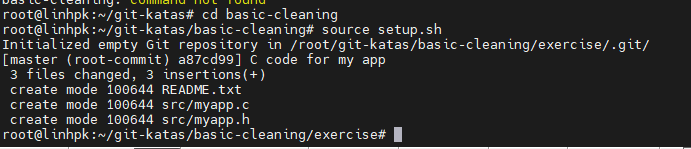 basic-cleaning: command not found
root@linhpk:~/git-katas# cd basic-cleaning
root@linhpk:~/git-katas/basic-cleaning# source setup.sh
Initialized empty Git repository in /root/git-katas/basic-cleaning/exercise/.git/
[master (root-commit) a87cd99] C code for my app
 3 files changed, 3 insertions(+)
 create mode 100644 README.txt
 create mode 100644 src/myapp.c
 create mode 100644 src/myapp.h
root@linhpk:~/git-katas/basic-cleaning/exercise#